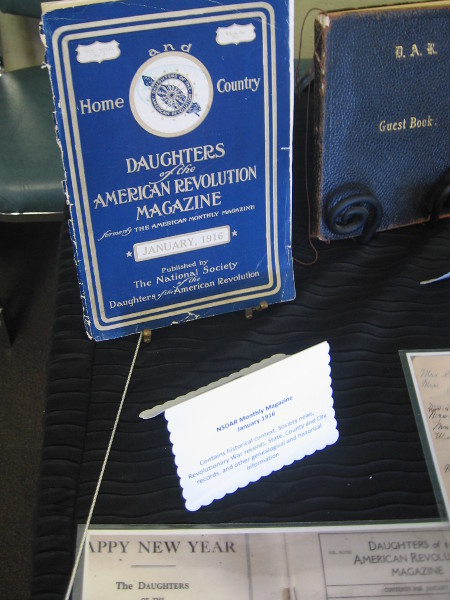 and
Home Country
DAUGHTERS
of the
AMERICAN REVOLUTION
MAGAZINE
formerly THE AMERICAN MONTHLY MAGAZINE
JANUARY, 1916
Published by
The National Society
of the
Daughters of the American Revolution
D.A.R.
Guest Book.
NSDAR Monthly Magazine
January 1916
Contains historical context, Society news,
Revolutionary War records, State, County and City
records, and other genealogical and historical
information
APPY NEW YEAR
The DAUGHTERS
OF THE
DAUGHTERS of
AMERICAN REVOLU
MAGAZINE